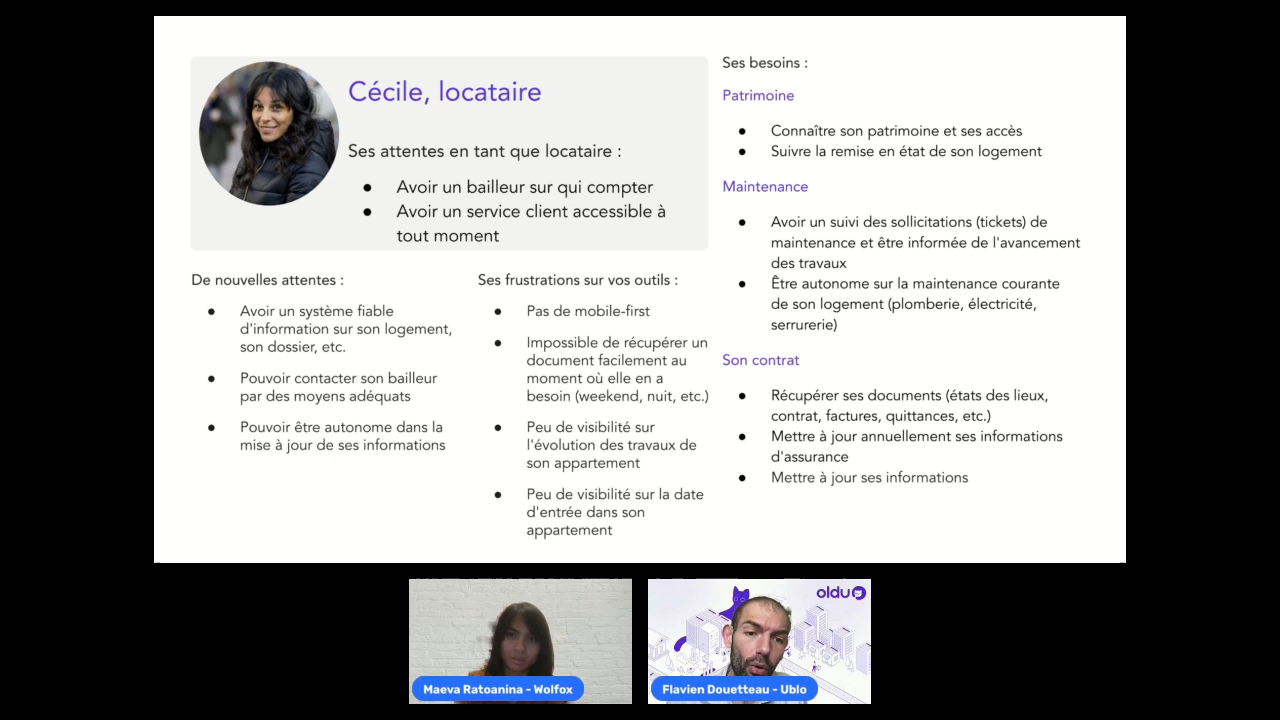 Cécile, locataire
Ses attentes en tant que locataire :
● Avoir un bailleur sur qui compter
● Avoir un service client accessible à
tout moment
De nouvelles attentes :
● Avoir un système fiable
d'information sur son logement,
son dossier, etc.
● Pouvoir contacter son bailleur
par des moyens adéquats
● Pouvoir être autonome dans la
mise à jour de ses informations
Ses frustrations sur vos outils :
● Pas de mobile-first
● Impossible de récupérer un
document facilement au
moment où elle en a
besoin (weekend, nuit, etc.)
● Peu de visibilité sur
l'évolution des travaux de
son appartement
● Peu de visibilité sur la date
d'entrée dans son
appartement
Ses besoins :
Patrimoine
● Connaître son patrimoine et ses accès
● Suivre la remise en état de son logement
Maintenance
● Avoir un suivi des sollicitations (tickets) de
maintenance et être informée de l'avancement
des travaux
● Être autonome sur la maintenance courante
de son logement (plomberie, électricité,
serrurerie)
Son contrat
● Récupérer ses documents (états des lieux,
contrat, factures, quittances, etc.)
● Mettre à jour annuellement ses informations
d'assurance
● Mettre à jour ses informations
Maeva Ratoanina - Wolfox
oldu
Flavien Douetteau - Ublo